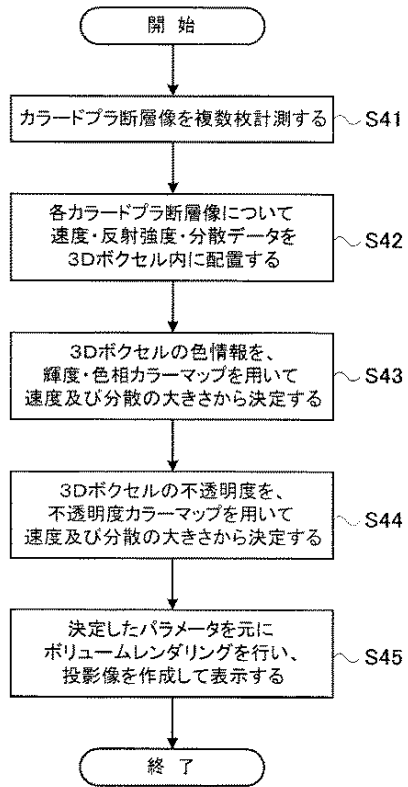 開始
カラードプラ断層像を複数枚計測する
S41
各カラードプラ断層像について
速度・反射強度・分散データを
3Dボクセル内に配置する
S42
3Dボクセルの色情報を、
輝度・色相カラーマップを用いて
速度及び分散の大きさから決定する
S43
3Dボクセルの不透明度を、
不透明度カラーマップを用いて
速度及び分散の大きさから決定する
S44
決定したパラメータを元に
ボリュームレンダリングを行い、
投影像を作成して表示する
S45
終了